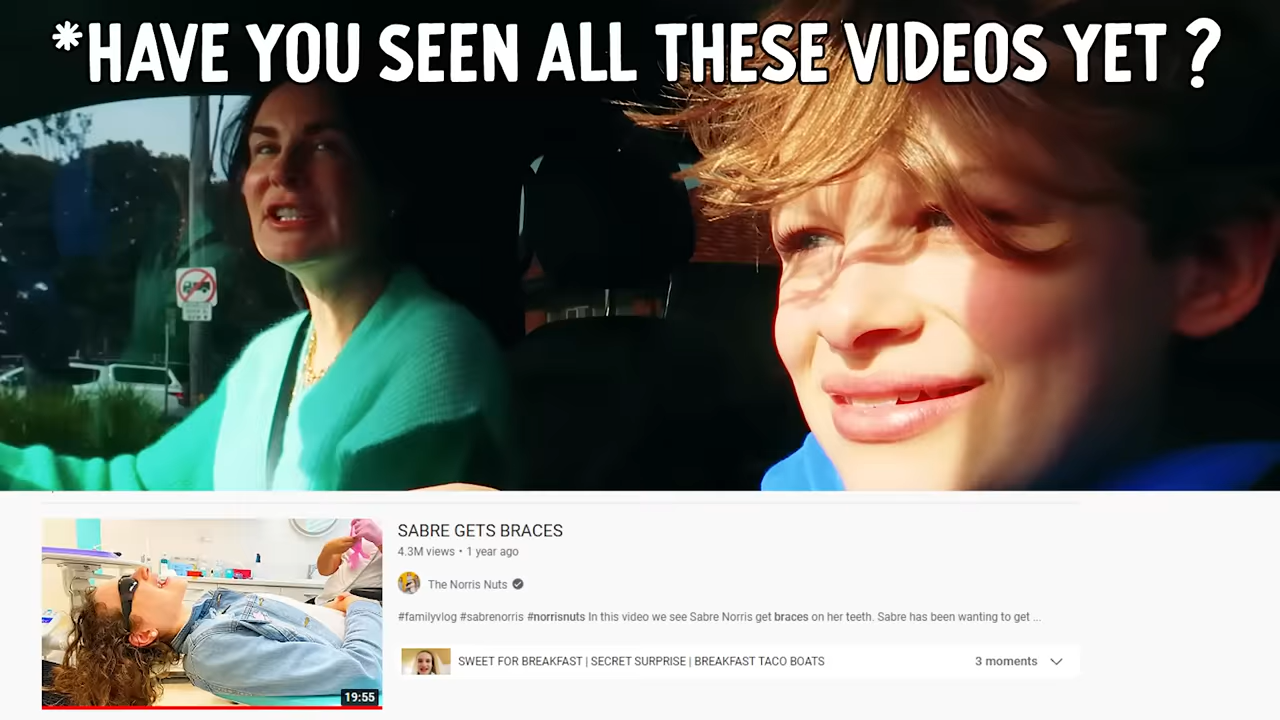 *HAVE YOU SEEN ALL THESE VIDEOS YET ?
SABRE GETS BRACES
4.3M views • 1 year ago
The Norris Nuts
#familyvlog #sabrenorris #norrisnuts In this video we see Sabre Norris get braces on her teeth. Sabre has been wanting to get ...
SWEET FOR BREAKFAST | SECRET SURPRISE | BREAKFAST TACO BOATS
3 moments
19:55